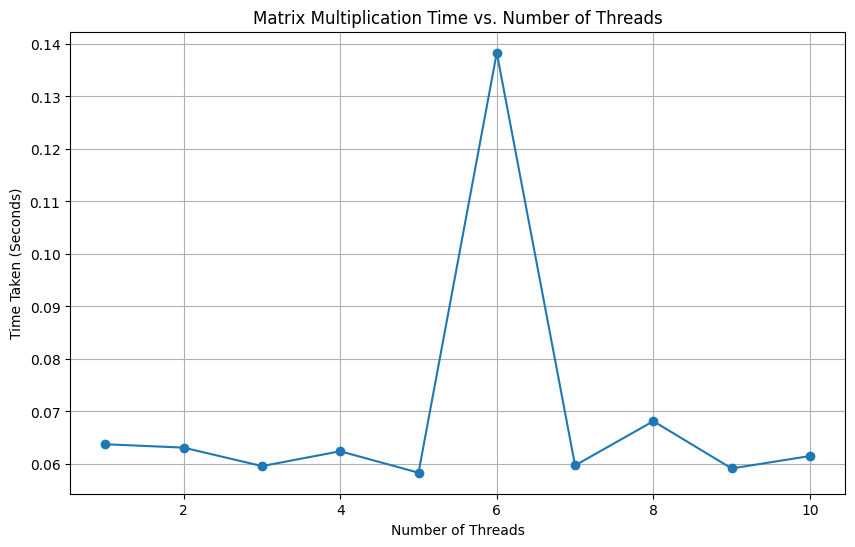 Matrix Multiplication Time vs. Number of Threads
0.14
0.13
0.12
0.11
0.10
0.09
0.08
0.07
0.06
Time Taken (Seconds)
2 4 6 8 10
Number of Threads